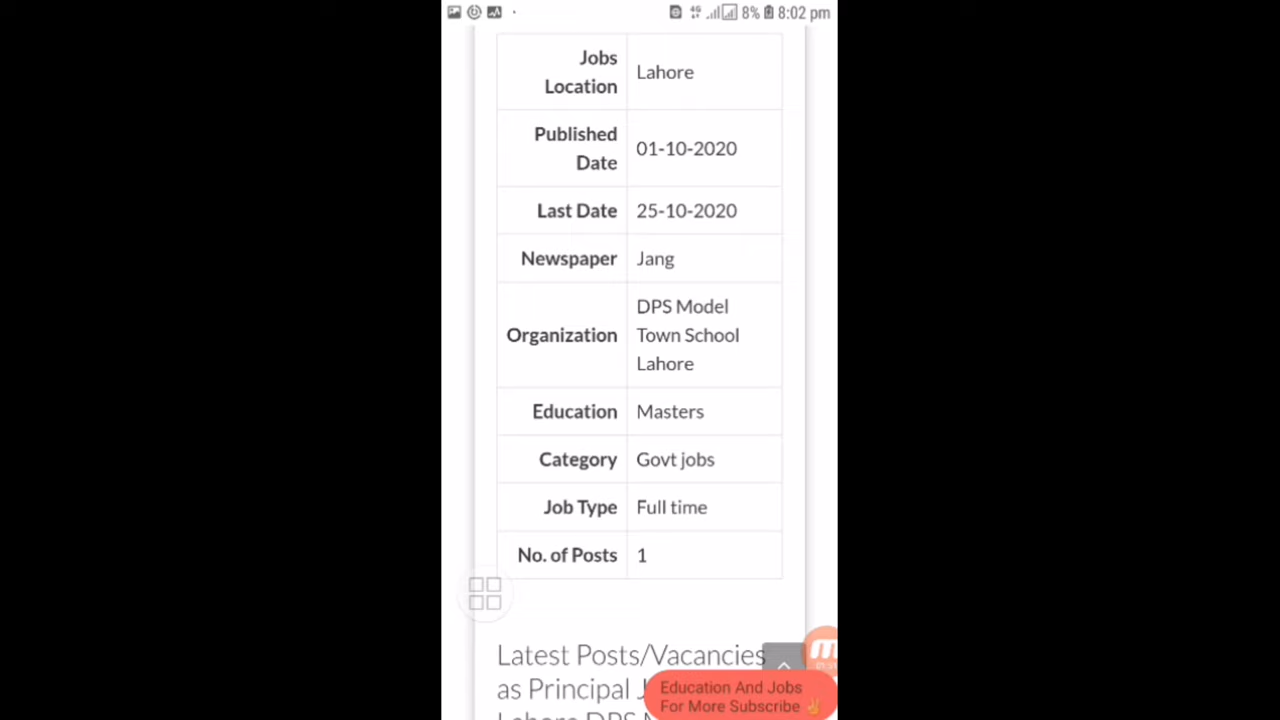 4G 8% 8:02 pm
Jobs
Location
Lahore
Published
Date
01-10-2020
Last Date 25-10-2020
Newspaper Jang
Organization
DPS Model
Town School
Lahore
Education Masters
Category Govt jobs
Job Type Full time
No. of Posts 1
Latest Posts/Vacancies
as Principal
Education And Jobs
For More Subscribe ✌